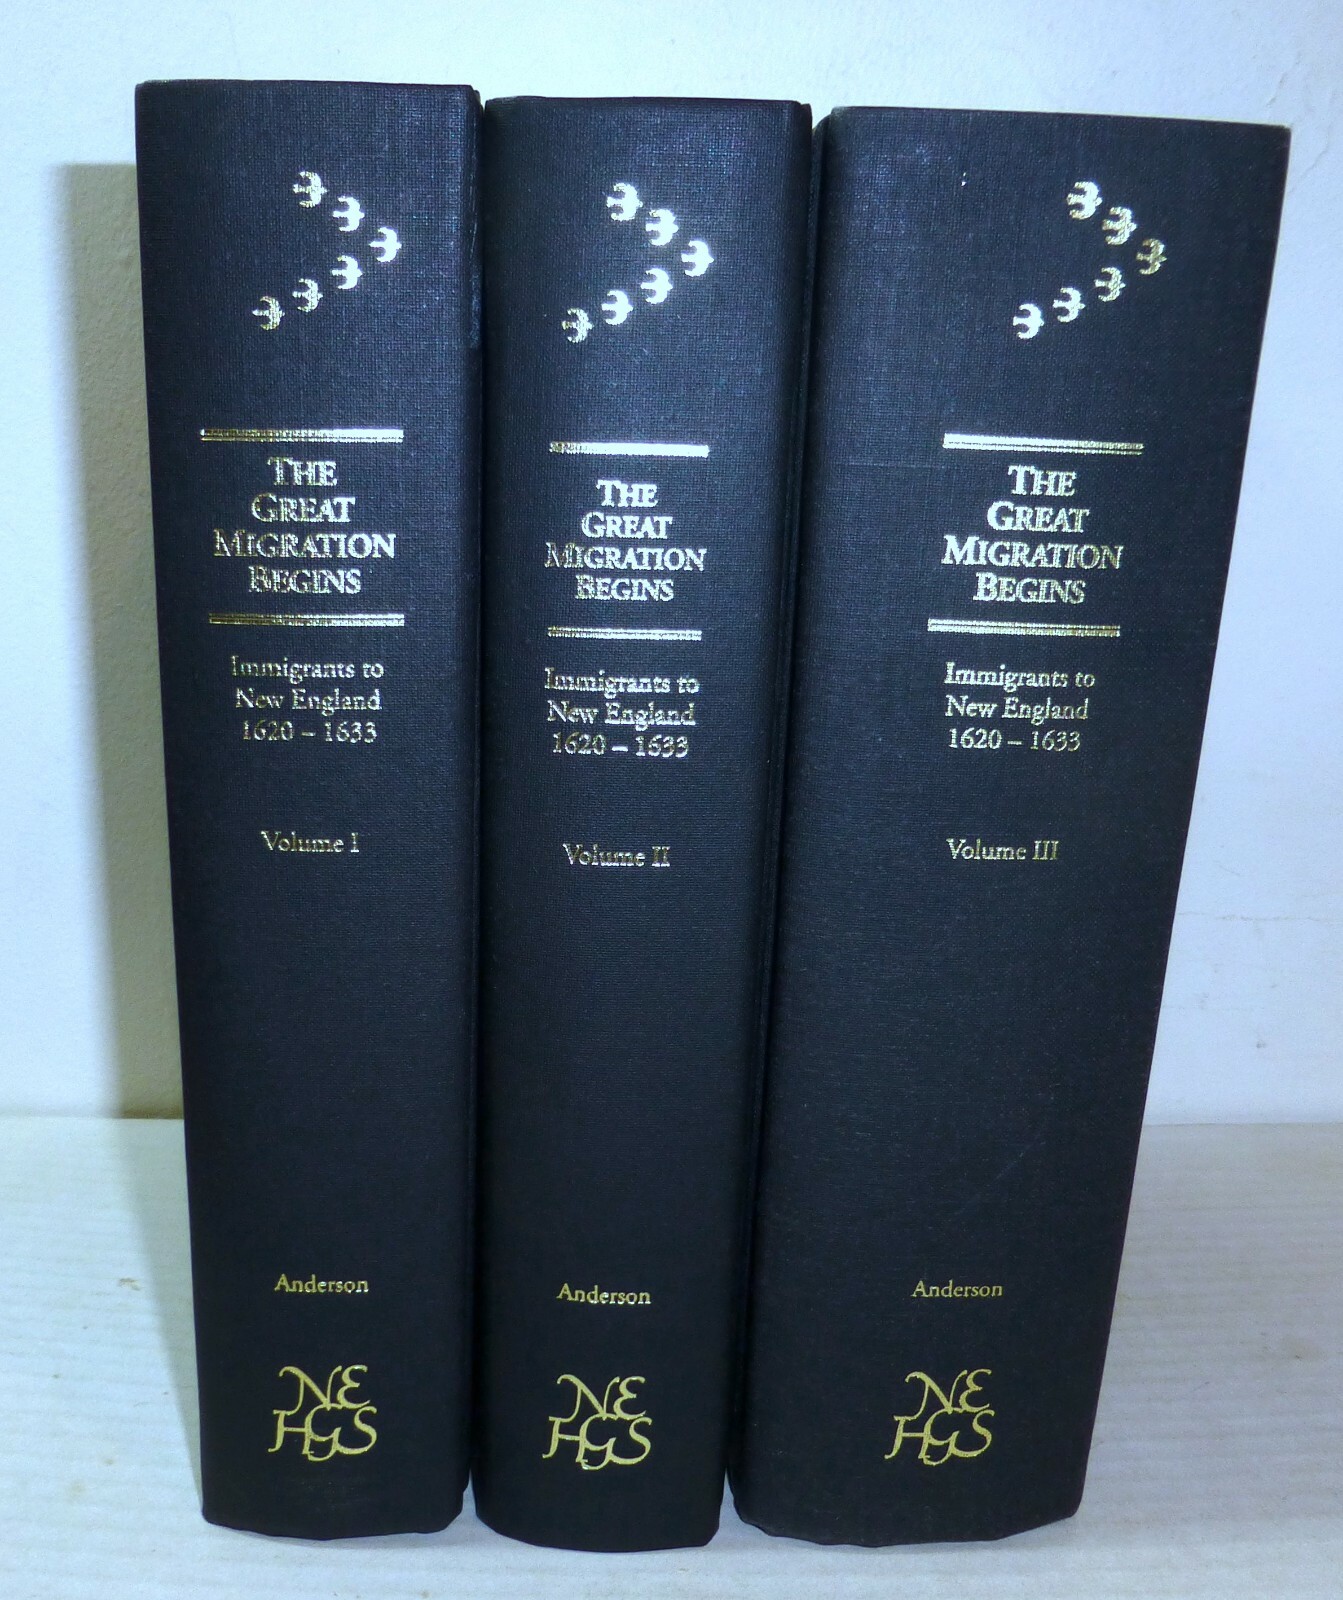 THE
GREAT
MIGRATION
BEGINS
Immigrants to
New England
1620 – 1633
Volume I
Anderson
NE
HGS
THE
GREAT
MIGRATION
BEGINS
Immigrants to
New England
1620 – 1633
Volume II
Anderson
NE
HGS
THE
GREAT
MIGRATION
BEGINS
Immigrants to
New England
1620 – 1633
Volume III
Anderson
NE
HGS